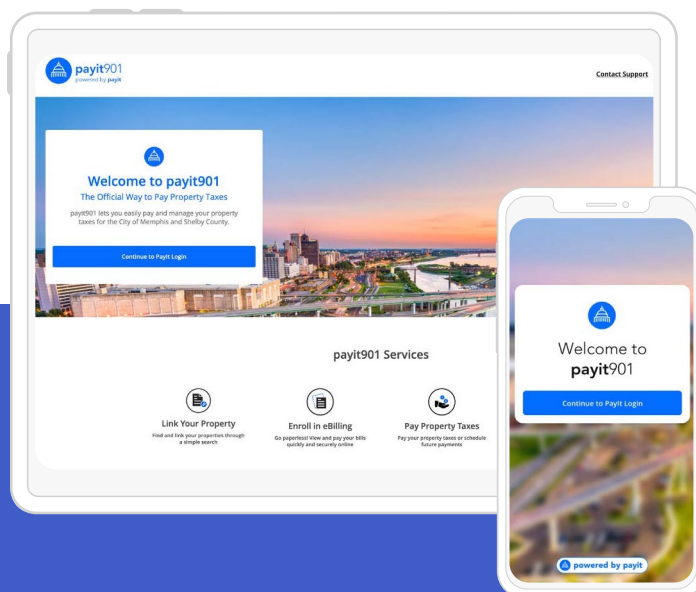 payit901
powered by payit
Contact Support
Welcome to payit901
The Official Way to Pay Property Taxes
payit901 lets you easily pay and manage your property
taxes for the City of Memphis and Shelby County.
Continue to PayIt Login
payit901 Services
Link Your Property
Find and link your properties through
a simple search
Enroll in eBilling
Go paperless! View and pay your bills
quickly and securely online
Pay Property Taxes
Pay your property taxes or schedule
future payments
Welcome to
payit901
Continue to PayIt Login
powered by payit